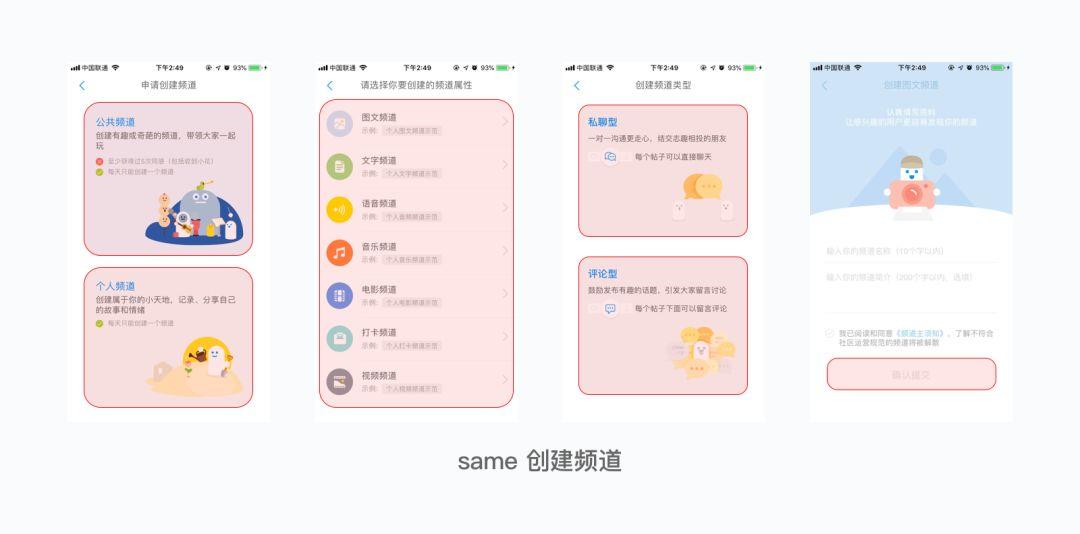 中国联通
下午2:49
93%
申请创建频道
公共频道
创建有趣或奇葩的频道，带领大家一起
玩
至少获得过5次同感（包括收到小花）
每天只能创建一个频道
个人频道
创建属于你的小天地，记录、分享自己
的故事和情绪
每天只能创建一个频道
中国联通
下午2:49
93%
请选择你要创建的频道属性
图文频道
示例: 个人图文频道示范
文字频道
示例: 个人文字频道示范
语音频道
示例: 个人音频频道示范
音乐频道
示例: 个人音乐频道示范
电影频道
示例: 个人电影频道示范
打卡频道
示例: 个人打卡频道示范
视频频道
示例: 个人视频频道示范
中国联通
下午2:49
93%
创建频道类型
私聊型
一对一沟通更走心，结交志趣相投的朋友
每个帖子可以直接聊天
评论型
鼓励发布有趣的话题，引发大家留言讨论
每个帖子下面可以留言评论
中国联通
下午2:49
93%
创建图文频道
认真填写资料
让感兴趣的用户更容易发现你的频道
输入你的频道名称（10个字以内）
输入你的频道简介（200个字以内，选填）
我已阅读和同意《频道主须知》，了解不符合
社区运营规范的频道将被解散
确认提交
same 创建频道